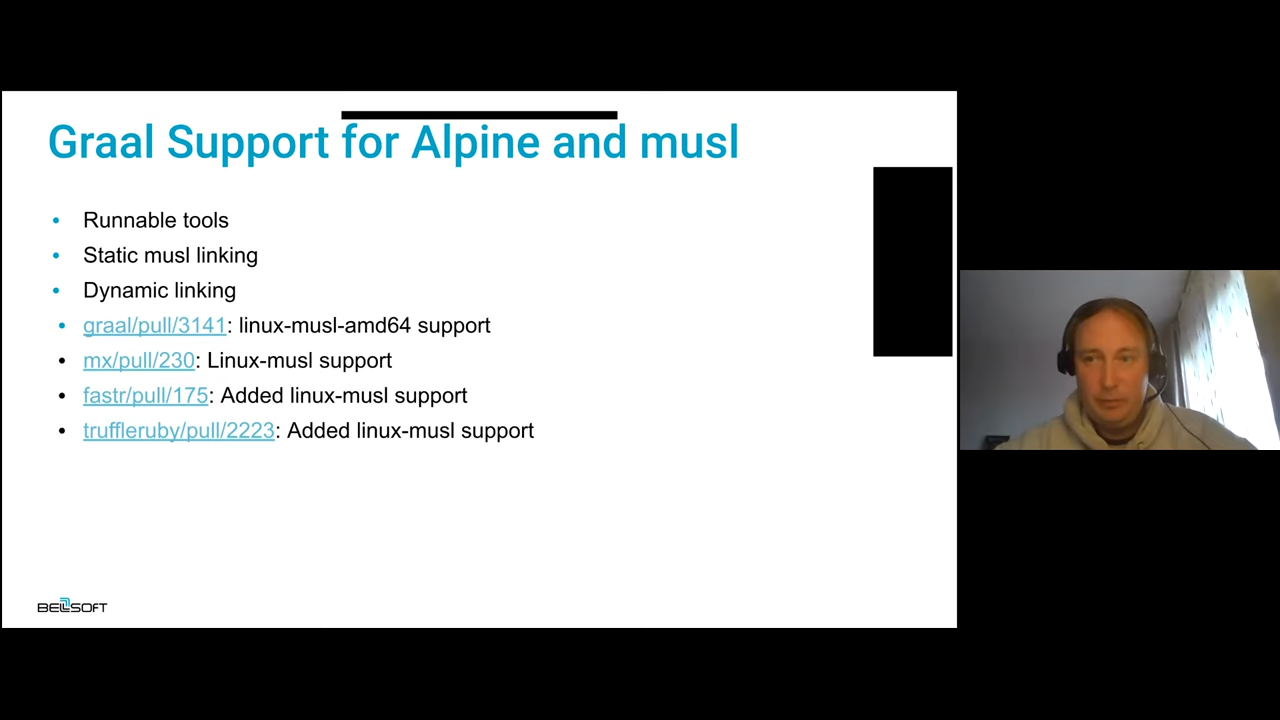 Graal Support for Alpine and musl
• Runnable tools
• Static musl linking
• Dynamic linking
• graal/pull/3141: linux-musl-amd64 support
• mx/pull/230: Linux-musl support
• fastr/pull/175: Added linux-musl support
• truffleruby/pull/2223: Added linux-musl support
BELLSOFT